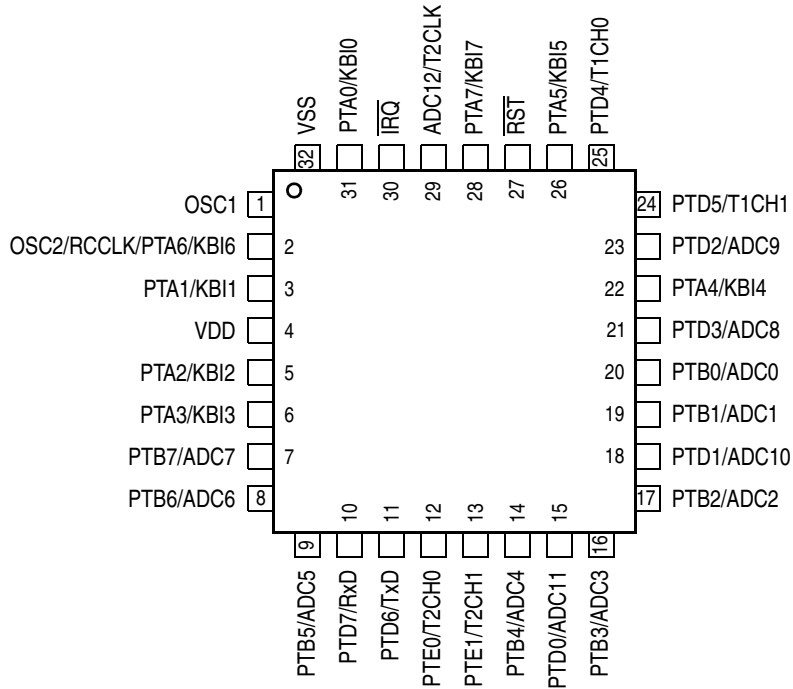 VSS
PTA0/KBI0
IRQ
ADC12/T2CLK
PTA7/KBI7
RST
PTA5/KBI5
PTD4/T1CH0
32
31
30
29
28
27
26
25
OSC1 1
OSC2/RCCLK/PTA6/KBI6 2
PTA1/KBI1 3
VDD 4
PTA2/KBI2 5
PTA3/KBI3 6
PTB7/ADC7 7
PTB6/ADC6 8
24 PTD5/T1CH1
23 PTD2/ADC9
22 PTA4/KBI4
21 PTD3/ADC8
20 PTB0/ADC0
19 PTB1/ADC1
18 PTD1/ADC10
17 PTB2/ADC2
9
10
11
12
13
14
15
16
PTB5/ADC5
PTD7/RxD
PTD6/TxD
PTE0/T2CH0
PTE1/T2CH1
PTB4/ADC4
PTD0/ADC11
PTB3/ADC3